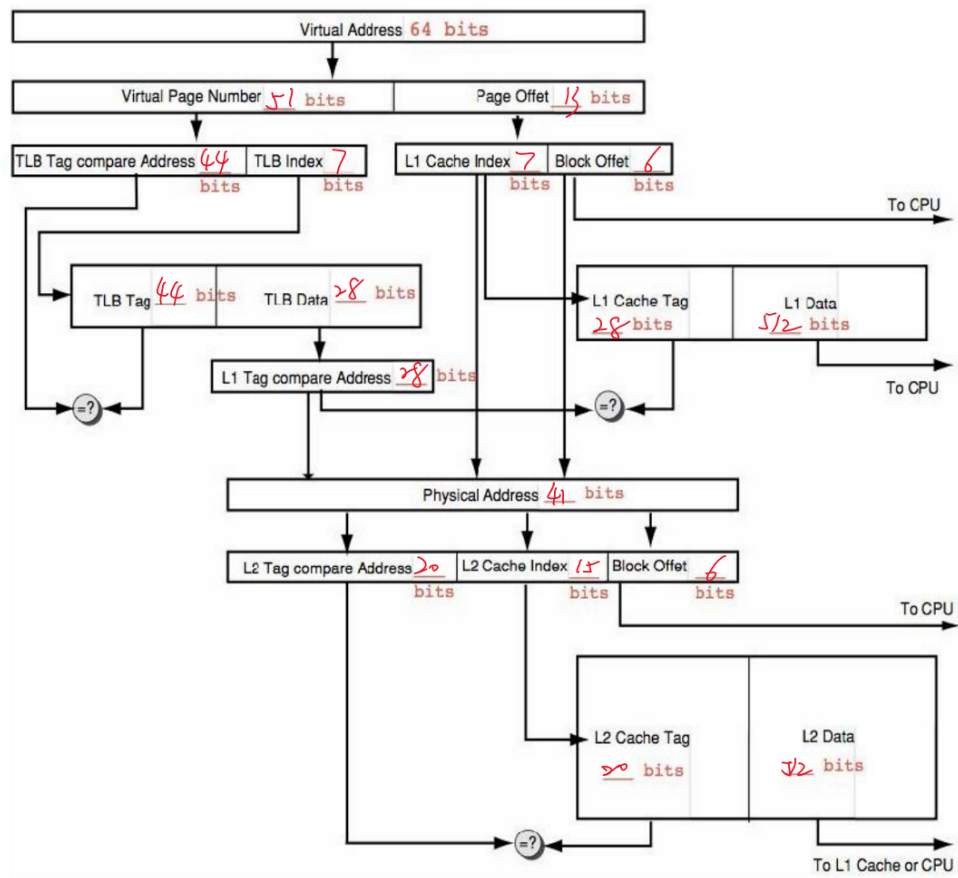 Virtual Address 64 bits
Virtual Page Number 51 bits
Page Offet 13 bits
TLB Tag compare Address 44 bits
TLB Index 7 bits
L1 Cache Index 7 bits
Block Offet 6 bits
To CPU
TLB Tag 44 bits
TLB Data 28 bits
L1 Cache Tag
28 bits
L1 Data
512 bits
To CPU
L1 Tag compare Address 28 bits
=?
=?
Physical Address 41 bits
L2 Tag compare Address 20 bits
L2 Cache Index 15 bits
Block Offet 6 bits
To CPU
L2 Cache Tag
20 bits
L2 Data
512 bits
=?
To L1 Cache or CPU